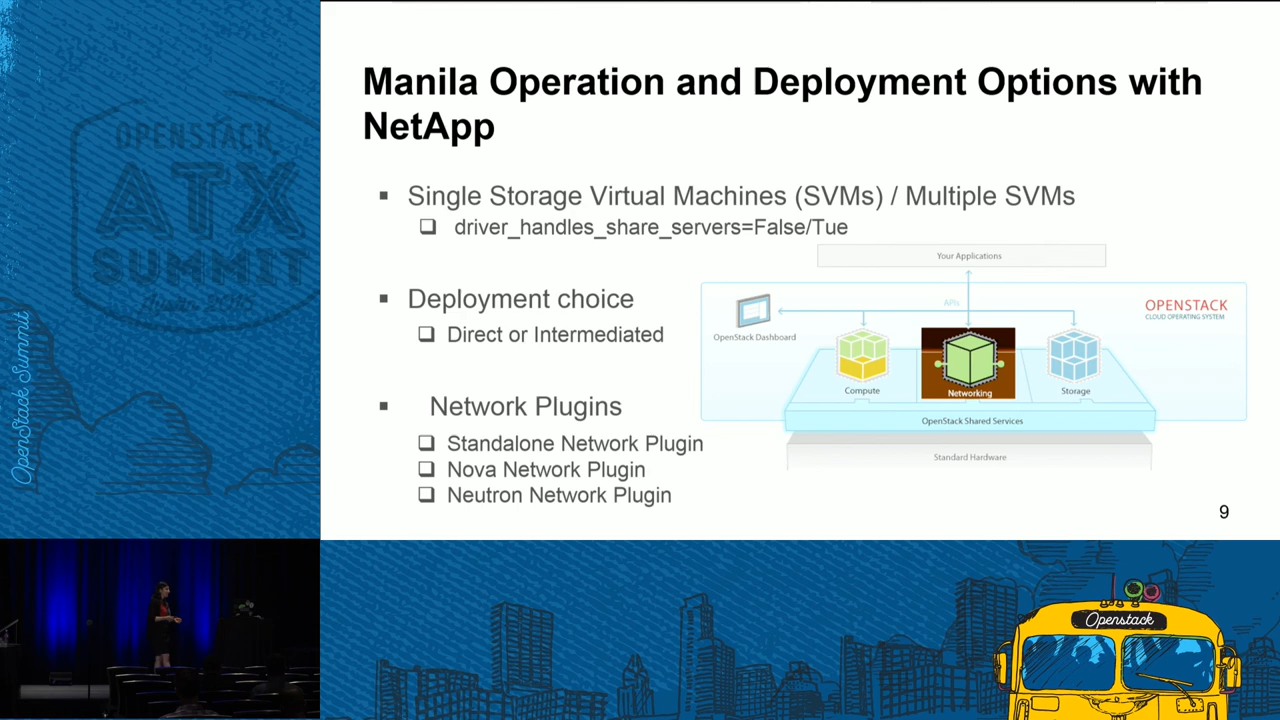 Manila Operation and Deployment Options with
NetApp
Single Storage Virtual Machines (SVMs) / Multiple SVMs
driver_handles_share_servers=False/Tue
Deployment choice
Direct or Intermediated
Network Plugins
Standalone Network Plugin
Nova Network Plugin
Neutron Network Plugin
Your Applications
APIs
OPENSTACK
CLOUD OPERATING SYSTEM
OpenStack Dashboard
Compute
Networking
Storage
OpenStack Shared Services
Standard Hardware
9
OPENSTACK
ATX
SUMMIT
OpenStack Summit
Openstack